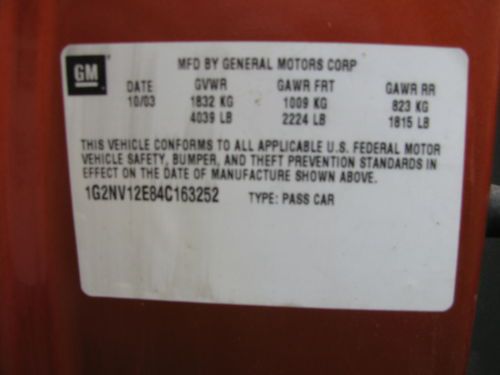 GM
MFD BY GENERAL MOTORS CORP
DATE GVWR GAWR FRT GAWR RR
10/03 1832 KG 1009 KG 823 KG
4039 LB 2224 LB 1815 LB
THIS VEHICLE CONFORMS TO ALL APPLICABLE U.S. FEDERAL MOTOR
VEHICLE SAFETY, BUMPER, AND THEFT PREVENTION STANDARDS IN
EFFECT ON THE DATE OF MANUFACTURE SHOWN ABOVE.
1G2NV12E84C163252 TYPE: PASS CAR